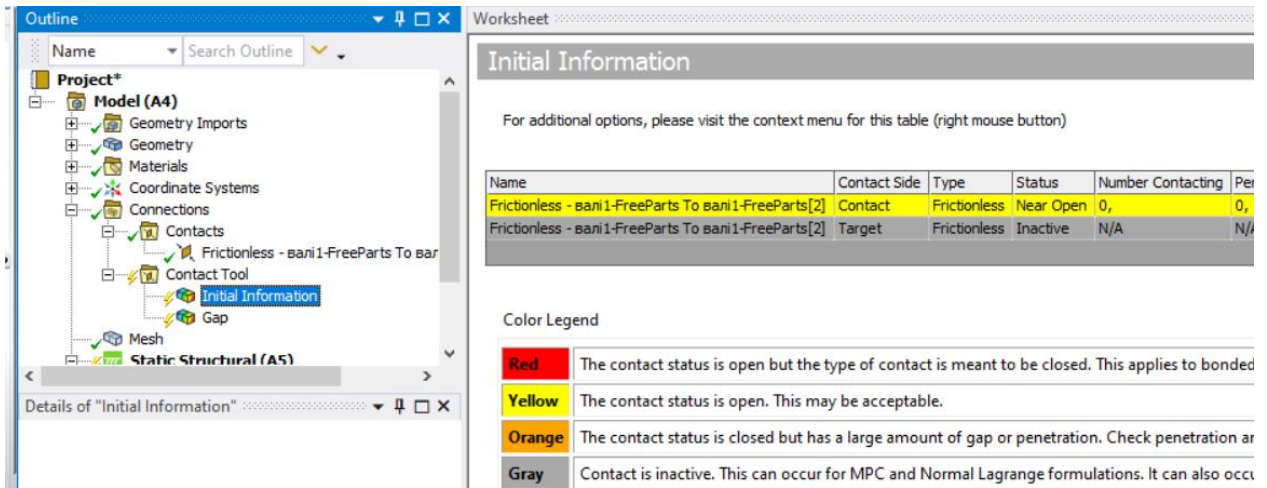 Outline
Name Search Outline
Project*
Model (A4)
Geometry Imports
Geometry
Materials
Coordinate Systems
Connections
Contacts
Frictionless - валі1-FreeParts To вал
Contact Tool
Initial Information
Gap
Mesh
Static Structural (A5)
Details of "Initial Information"
Worksheet
Initial Information
For additional options, please visit the context menu for this table (right mouse button)
Name Contact Side Type Status Number Contacting Per
Frictionless - валі1-FreeParts To валі1-FreeParts[2] Contact Frictionless Near Open 0, 0,
Frictionless - валі1-FreeParts To валі1-FreeParts[2] Target Frictionless Inactive N/A N/A
Color Legend
Red The contact status is open but the type of contact is meant to be closed. This applies to bonded
Yellow The contact status is open. This may be acceptable.
Orange The contact status is closed but has a large amount of gap or penetration. Check penetration an
Gray Contact is inactive. This can occur for MPC and Normal Lagrange formulations. It can also occu